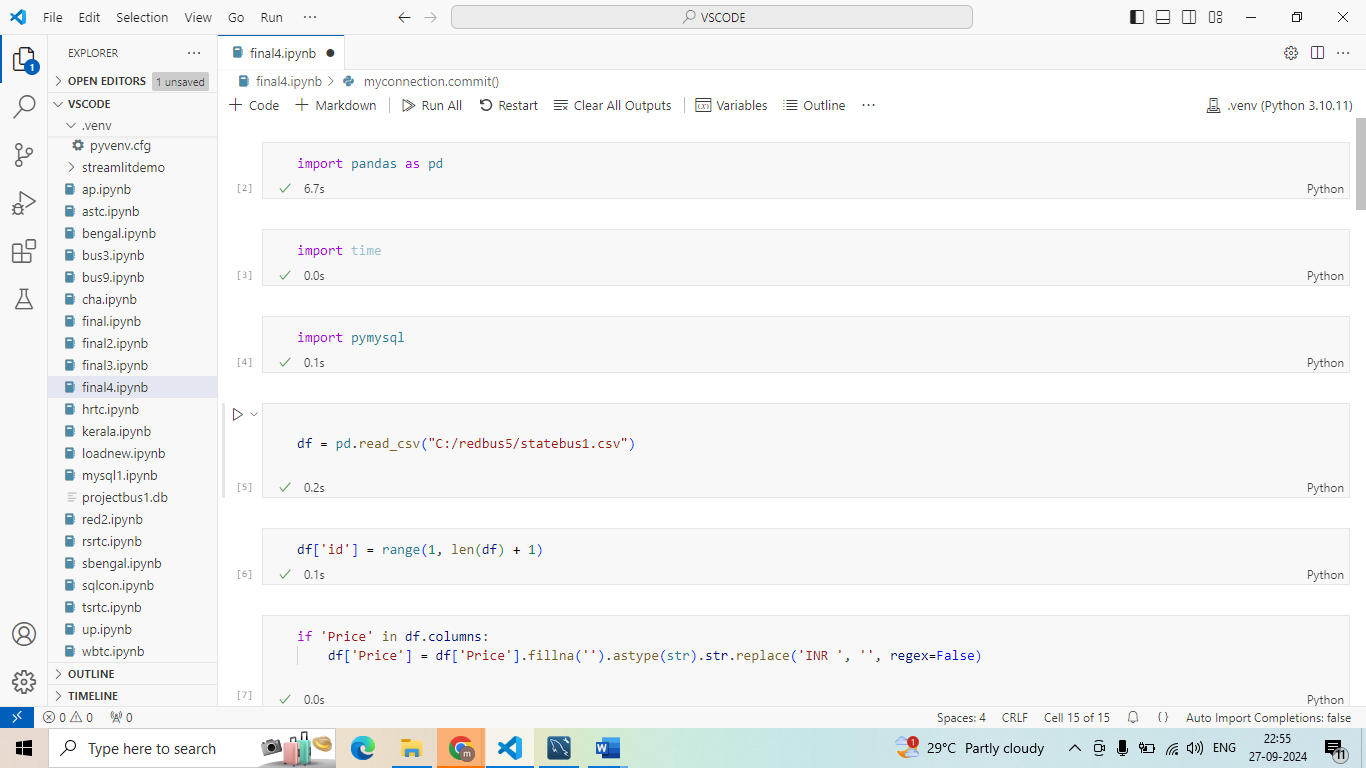 File Edit Selection View Go Run ··· VSCODE
EXPLORER ···
OPEN EDITORS 1 unsaved
VSCODE
.venv
pyvenv.cfg
streamlitdemo
ap.ipynb
astc.ipynb
bengal.ipynb
bus3.ipynb
bus9.ipynb
cha.ipynb
final.ipynb
final2.ipynb
final3.ipynb
final4.ipynb
hrtc.ipynb
kerala.ipynb
loadnew.ipynb
mysql1.ipynb
projectbus1.db
red2.ipynb
rsrtc.ipynb
sbengal.ipynb
sqlcon.ipynb
tsrtc.ipynb
up.ipynb
wbtc.ipynb
OUTLINE
TIMELINE
1
final4.ipynb
final4.ipynb > myconnection.commit()
+ Code + Markdown Run All Restart Clear All Outputs Variables Outline ··· .venv (Python 3.10.11)
import pandas as pd
[2] 6.7s Python
import time
[3] 0.0s Python
import pymysql
[4] 0.1s Python
df = pd.read_csv("C:/redbus5/statebus1.csv")
[5] 0.2s Python
df['id'] = range(1, len(df) + 1)
[6] 0.1s Python
if 'Price' in df.columns:
df['Price'] = df['Price'].fillna('').astype(str).str.replace('INR ', '', regex=False)
[7] 0.0s Python
0 0 0 Spaces: 4 CRLF Cell 15 of 15 { } Auto Import Completions: false
Type here to search 1 29°C Partly cloudy ENG 22:55
27-09-2024 11